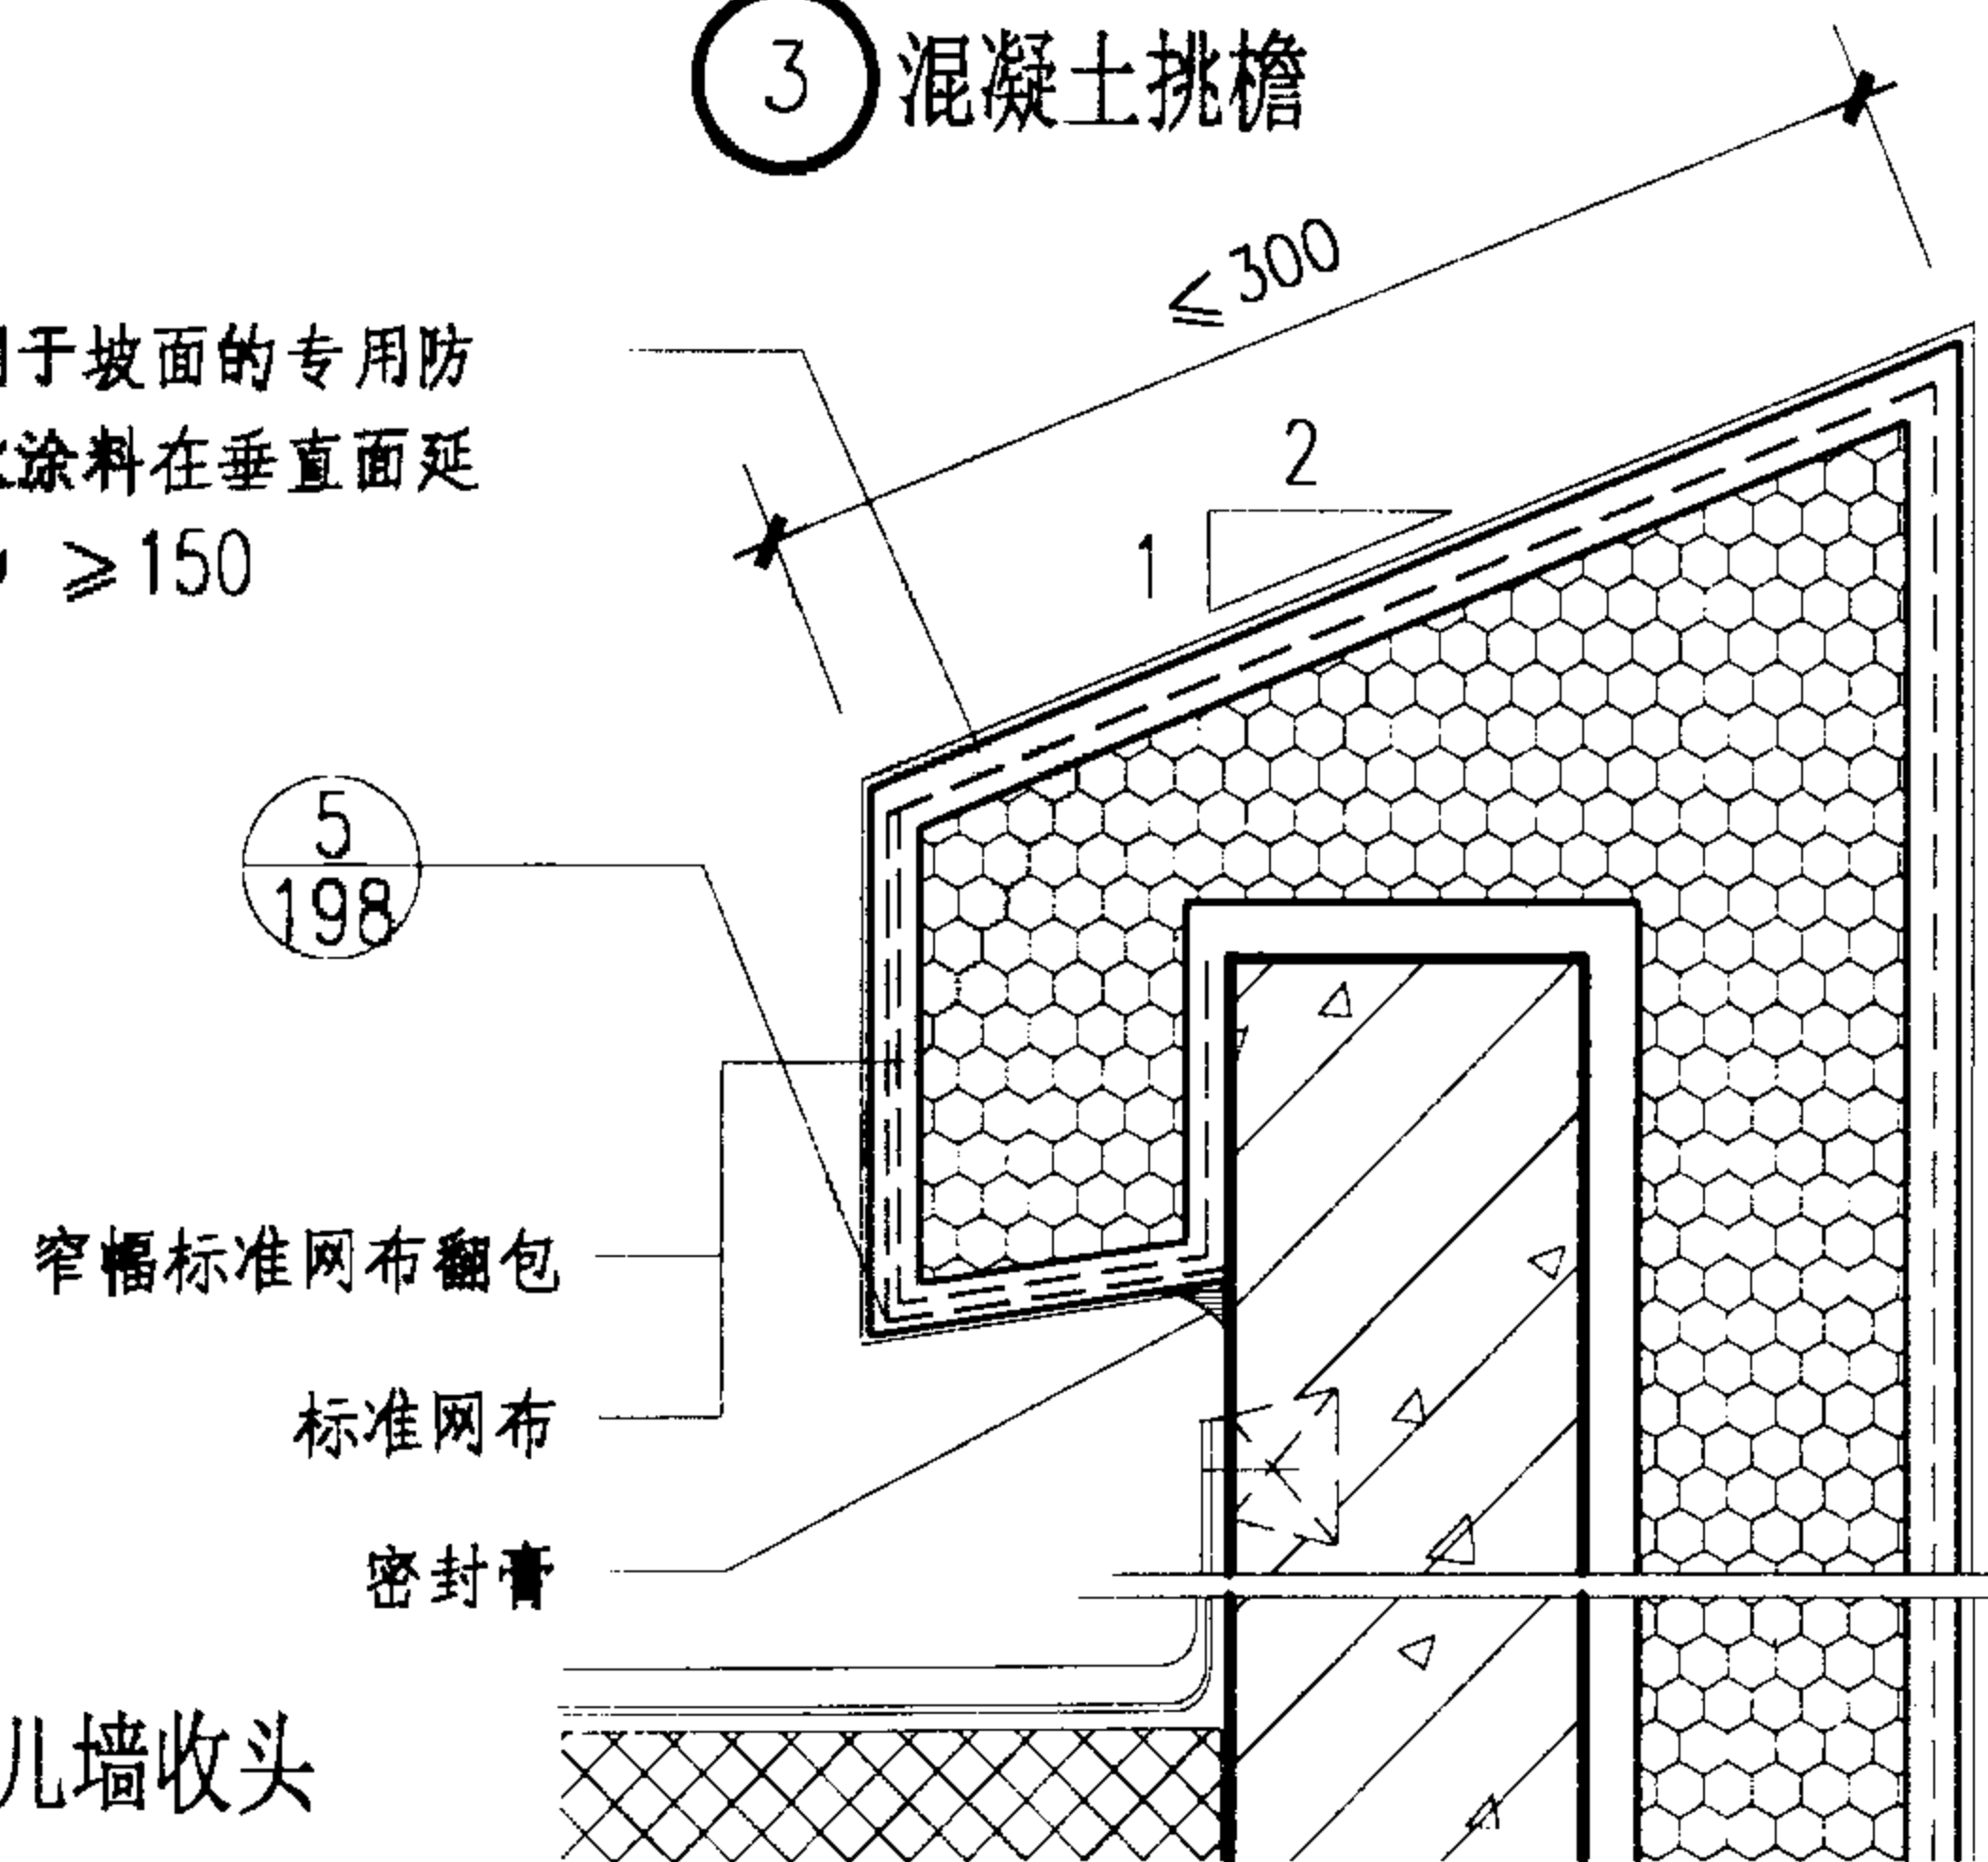 3 混凝土挑檐
≤300
于坡面的专用防
涂料在垂直面延
≥150
2
1
5
198
窄幅标准网布翻包
标准网布
密封膏
儿墙收头